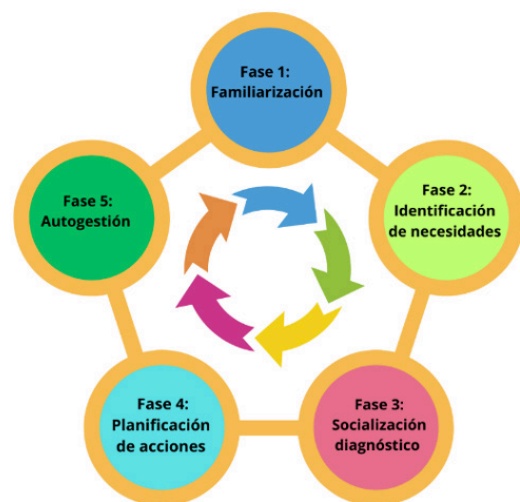 Fase 1:
Familiarización
Fase 2:
Identificación
de necesidades
Fase 3:
Socialización
diagnóstico
Fase 4:
Planificación
de acciones
Fase 5:
Autogestión